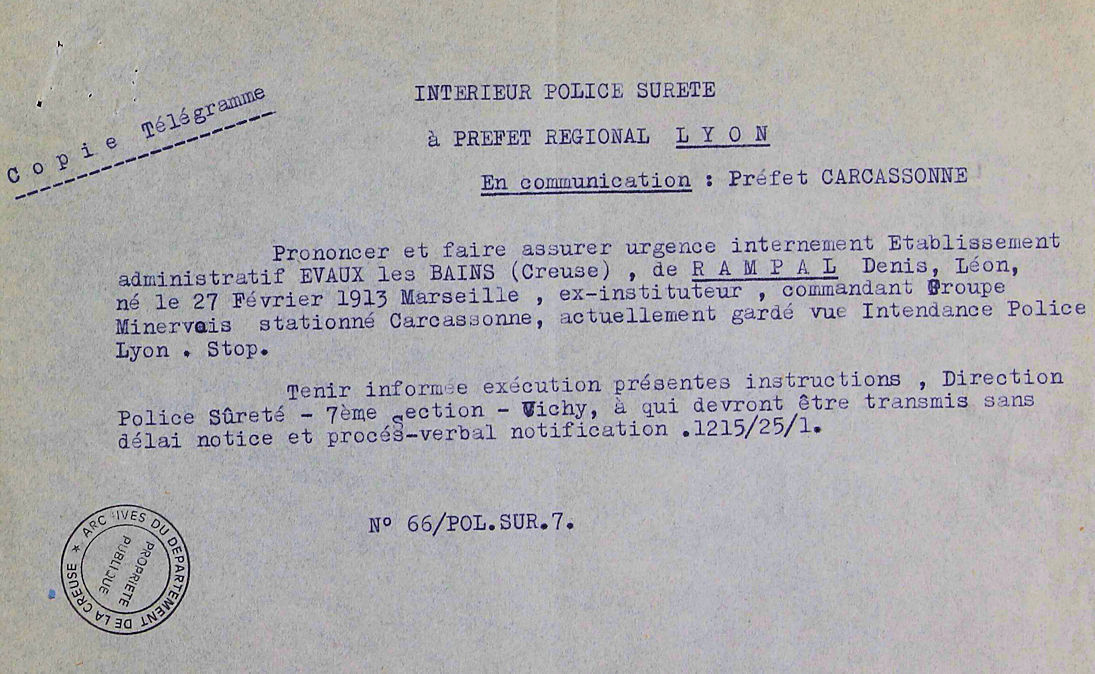 Copie Télégramme
INTERIEUR POLICE SURETE
à PREFET REGIONAL L Y O N
En communication : Préfet CARCASSONNE
Prononcer et faire assurer urgence internement Etablissement
administratif EVAUX les BAINS (Creuse) , de R A M P A L Denis, Léon,
né le 27 Février 1913 Marseille , ex-instituteur , commandant Groupe
Minervois stationné Carcassonne, actuellement gardé vue Intendance Police
Lyon . Stop.
Tenir informée exécution présentes instructions , Direction
Police Sûreté - 7ème Section - Vichy, à qui devront être transmis sans
délai notice et procés-verbal notification .1215/25/1.
N° 66/POL.SUR.7.
ARCHIVES DU DEPARTEMENT DE LA CREUSE ★
PROPRIETE
PUBLIQUE